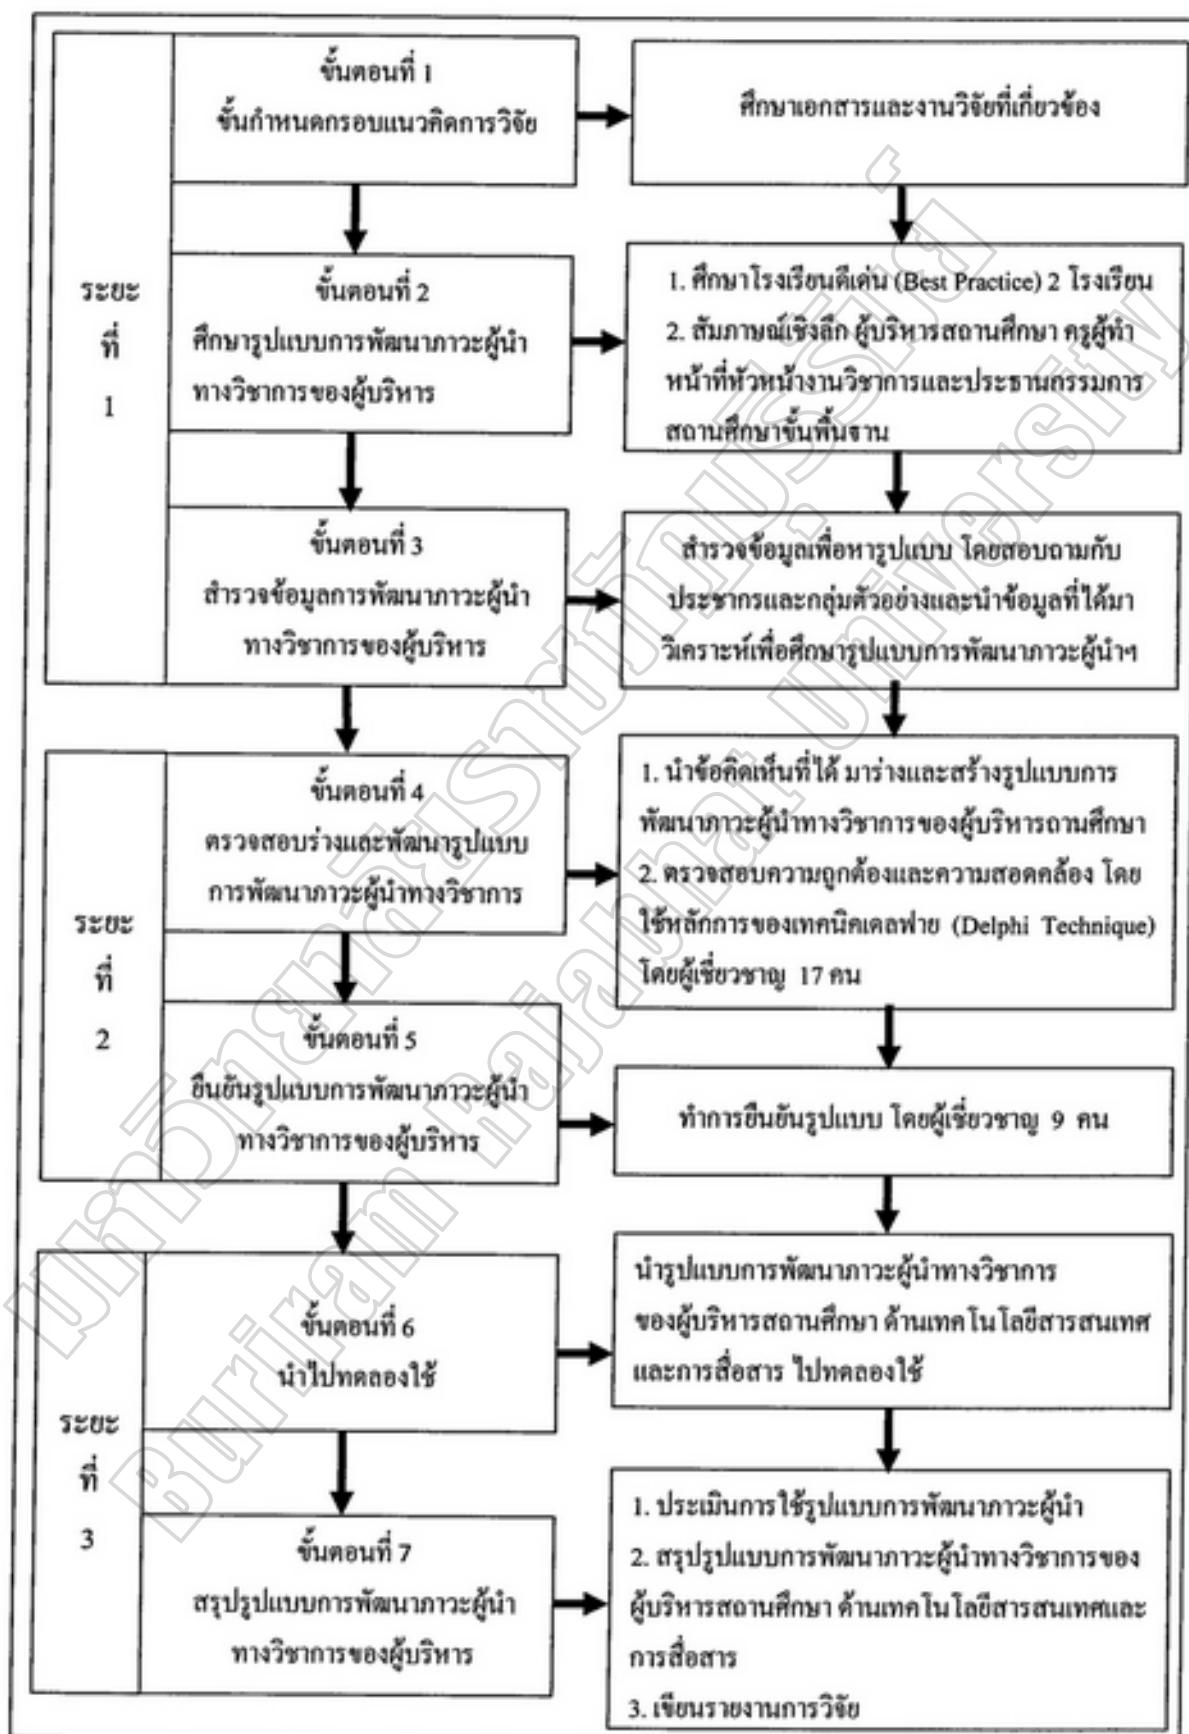 ระยะ
ที่
1
ขั้นตอนที่ 1
ขั้นกำหนดกรอบแนวคิดการวิจัย
ศึกษาเอกสารและงานวิจัยที่เกี่ยวข้อง
ขั้นตอนที่ 2
ศึกษารูปแบบการพัฒนาภาวะผู้นำ
ทางวิชาการของผู้บริหาร
1. ศึกษาโรงเรียนดีเด่น (Best Practice) 2 โรงเรียน
2. สัมภาษณ์เชิงลึก ผู้บริหารสถานศึกษา ครูผู้ทำ
หน้าที่หัวหน้างานวิชาการและประธานกรรมการ
สถานศึกษาขั้นพื้นฐาน
ขั้นตอนที่ 3
สำรวจข้อมูลการพัฒนาภาวะผู้นำ
ทางวิชาการของผู้บริหาร
สำรวจข้อมูลเพื่อหารูปแบบ โดยสอบถามกับ
ประชากรและกลุ่มตัวอย่างและนำข้อมูลที่ได้มา
วิเคราะห์เพื่อศึกษารูปแบบการพัฒนาภาวะผู้นำฯ
ระยะ
ที่
2
ขั้นตอนที่ 4
ตรวจสอบร่างและพัฒนารูปแบบ
การพัฒนาภาวะผู้นำทางวิชาการ
1. นำข้อคิดเห็นที่ได้ มาร่างและสร้างรูปแบบการ
พัฒนาภาวะผู้นำทางวิชาการของผู้บริหารถานศึกษา
2. ตรวจสอบความถูกต้องและความสอดคล้อง โดย
ใช้หลักการของเทคนิคเดลฟาย (Delphi Technique)
โดยผู้เชี่ยวชาญ 17 คน
ขั้นตอนที่ 5
ยืนยันรูปแบบการพัฒนาภาวะผู้นำ
ทางวิชาการของผู้บริหาร
ทำการยืนยันรูปแบบ โดยผู้เชี่ยวชาญ 9 คน
ระยะ
ที่
3
ขั้นตอนที่ 6
นำไปทดลองใช้
นำรูปแบบการพัฒนาภาวะผู้นำทางวิชาการ
ของผู้บริหารสถานศึกษา ด้านเทคโนโลยีสารสนเทศ
และการสื่อสาร ไปทดลองใช้
ขั้นตอนที่ 7
สรุปรูปแบบการพัฒนาภาวะผู้นำ
ทางวิชาการของผู้บริหาร
1. ประเมินการใช้รูปแบบการพัฒนาภาวะผู้นำ
2. สรุปรูปแบบการพัฒนาภาวะผู้นำทางวิชาการของ
ผู้บริหารสถานศึกษา ด้านเทคโนโลยีสารสนเทศและ
การสื่อสาร
3. เขียนรายงานการวิจัย
มหาวิทยาลัยราชภัฏบุรีรัมย์
Buriram Rajabhat University